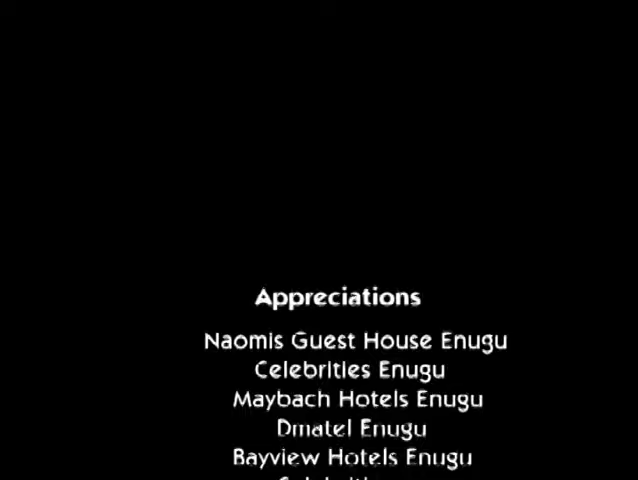 Appreciations
Naomis Guest House Enugu
Celebrities Enugu
Maybach Hotels Enugu
Dmatel Enugu
Bayview Hotels Enugu